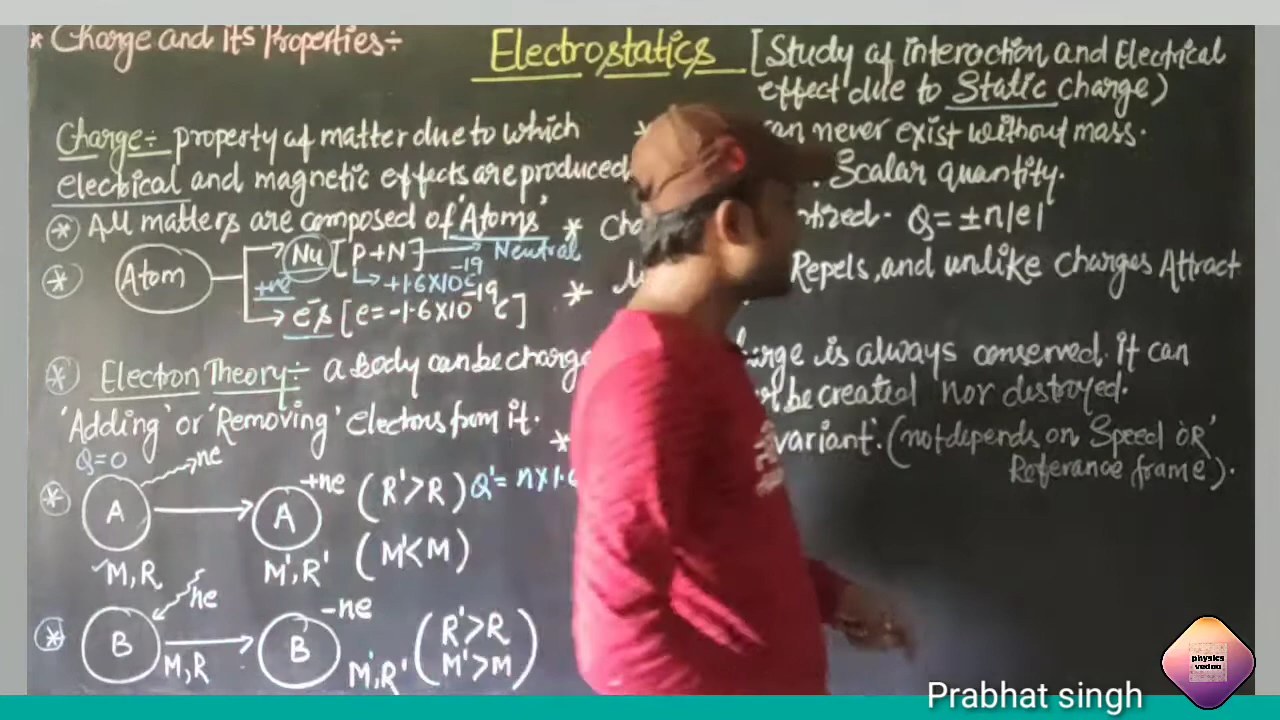 * Charge and its Properties÷
Electrostatics [Study of interaction and Electrical
effect due to Static charge)
Charge÷ property of matter due to which
electrical and magnetic effects are produced
* All matters are composed of 'Atoms'
* Atom
Nu [P+N] → Neutral
+ve
+1.6×10⁻¹⁹c
e⁻s [e=-1.6×10⁻¹⁹c]
* Electron Theory÷ a body can be charge
'Adding' or 'Removing' electrons from it.
Q=0
* A ne → A +ne (R'>R) Q'= n×1.6
M,R M',R' (M'<M)
* B ne → B -ne (R'>R
M,R M',R' M'>M)
* can never exist without mass.
Scalar quantity.
* Cha tized. Q=±n|e|
* Repels, and unlike charges Attract
charge is always conserved. it can
be created nor destroyed.
* variant'. (not depends on Speed 'OR'
Referance frame).
physics
vedoo
Prabhat singh